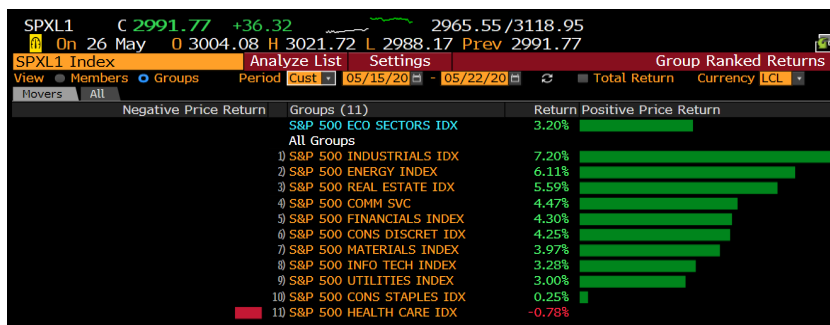 SPXL1 C 2991.77 +36.32 2965.55/3118.95
On 26 May O 3004.08 H 3021.72 L 2988.17 Prev 2991.77
SPXL1 Index Analyze List Settings Group Ranked Returns
View Members Groups Period Cust 05/15/20 - 05/22/20 Total Return Currency LCL
Movers All
Negative Price Return Groups (11) Return Positive Price Return
S&P 500 ECO SECTORS IDX 3.20%
All Groups
1) S&P 500 INDUSTRIALS IDX 7.20%
2) S&P 500 ENERGY INDEX 6.11%
3) S&P 500 REAL ESTATE IDX 5.59%
4) S&P 500 COMM SVC 4.47%
5) S&P 500 FINANCIALS INDEX 4.30%
6) S&P 500 CONS DISCRET IDX 4.25%
7) S&P 500 MATERIALS INDEX 3.97%
8) S&P 500 INFO TECH INDEX 3.28%
9) S&P 500 UTILITIES INDEX 3.00%
10) S&P 500 CONS STAPLES IDX 0.25%
11) S&P 500 HEALTH CARE IDX -0.78%